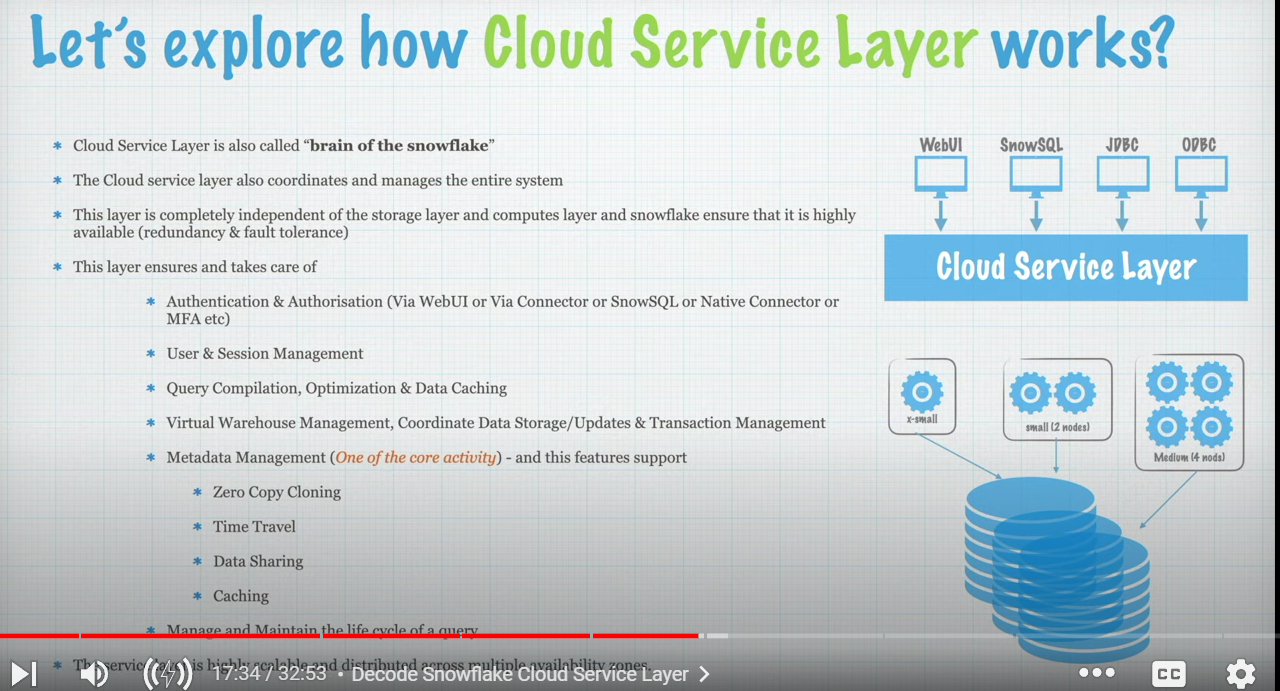 Let's explore how Cloud Service Layer works?
Cloud Service Layer is also called “brain of the snowflake”
The Cloud service layer also coordinates and manages the entire system
This layer is completely independent of the storage layer and computes layer and snowflake ensure that it is highly
available (redundancy & fault tolerance)
This layer ensures and takes care of
Authentication & Authorisation (Via WebUI or Via Connector or SnowSQL or Native Connector or
MFA etc)
User & Session Management
Query Compilation, Optimization & Data Caching
Virtual Warehouse Management, Coordinate Data Storage/Updates & Transaction Management
Metadata Management (One of the core activity) - and this features support
Zero Copy Cloning
Time Travel
Data Sharing
Caching
Manage and Maintain the life cycle of a query
The service layer is highly scalable and distributed across multiple availability zones.
WebUI SnowSQL JDBC ODBC
Cloud Service Layer
x-small
small (2 nodes)
Medium (4 nods)
17:34 / 32:53 • Decode Snowflake Cloud Service Layer
CC